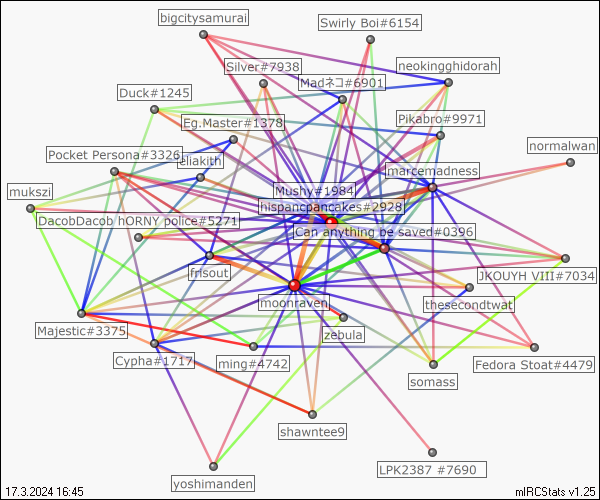 bigcitysamurai
Swirly Boi#6154
Silver#7938
neokingghidorah
Madネコ#6901
Duck#1245
Pikabro#9971
Eg.Master#1378
normalwan
Pocket Persona#3326
eliakith
marcemadness
mukszi
Mushy#1984
hispanicpancakes#2928
DacobDacob hORNY police#5271
Can anything be saved#0396
frisout
JKOUYH VIII#7034
moonraven
thesecondtwat
Majestic#3375
zebula
Cypha#1717
ming#4742
somass
Fedora Stoat#4479
shawntee9
yoshimanden
LPK2387 #7690
17.3.2024 16:45
mIRCStats v1.25